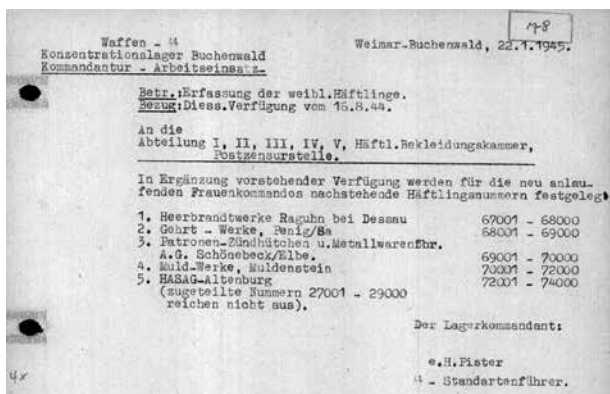 M-8
Waffen - ᛋᛋ
Weimar-Buchenwald, 22.1.1945.
Konzentrationslager Buchenwald
Kommandantur - Arbeitseinsatz-
Betr.:Erfassung der weibl.Häftlinge.
Bezug:Diess.Verfügung vom 16.8.44.
An die
Abteilung I, II, III, IV, V, Häftl.Bekleidungskammer,
Postzensurstelle.
In Ergänzung vorstehender Verfügung werden für die neu anlau-
fenden Frauenkommandos nachstehende Häftlingsnummern festgelegt
1. Heerbrandtwerke Raguhn bei Dessau 67001 - 68000
2. Gehrt - Werke, Penig/Sa 68001 - 69000
3. Patronen-Zündhütchen u.Metallwarenfbr.
A.G. Schönebeck/Elbe. 69001 - 70000
4. Muld-Werke, Muldenstein 70001 - 72000
5. HASAG-Altenburg 72001 - 74000
(zugeteilte Nummern 27001 - 29000
reichen nicht aus).
Der Lagerkommandant:
e.H.Pister
ᛋᛋ - Standartenführer.
4x